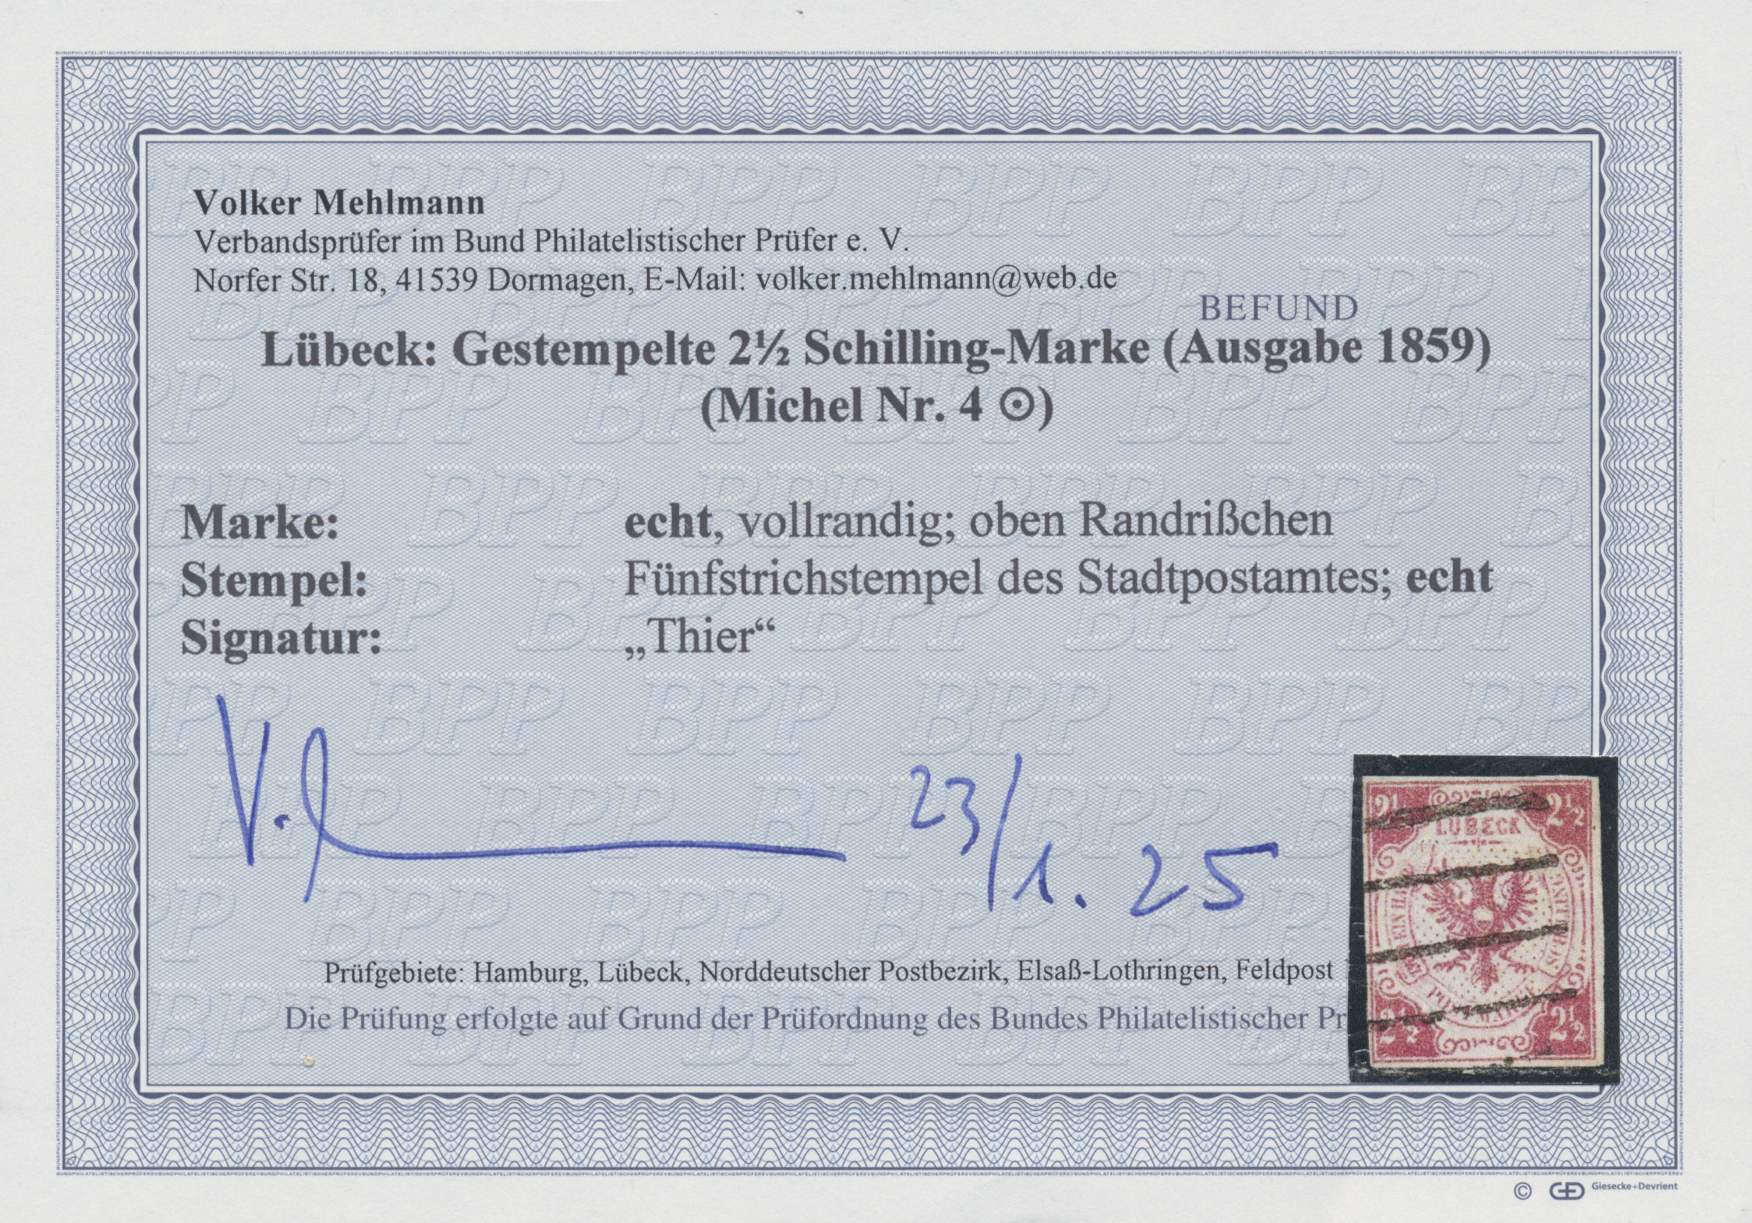 Volker Mehlmann
Verbandsprüfer im Bund Philatelistischer Prüfer e. V.
Norfer Str. 18, 41539 Dormagen, E-Mail: volker.mehlmann@web.de
BEFUND
Lübeck: Gestempelte 2½ Schilling-Marke (Ausgabe 1859)
(Michel Nr. 4 ⊙)
Marke: echt, vollrandig; oben Randrißchen
Stempel: Fünfstrichstempel des Stadtpostamtes; echt
Signatur: „Thier“
23/1. 25
2½
LÜBECK
POST MARKE
2½ 2½
Prüfgebiete: Hamburg, Lübeck, Norddeutscher Postbezirk, Elsaß-Lothringen, Feldpost
Die Prüfung erfolgte auf Grund der Prüfordnung des Bundes Philatelistischer Pr
© Giesecke+Devrient